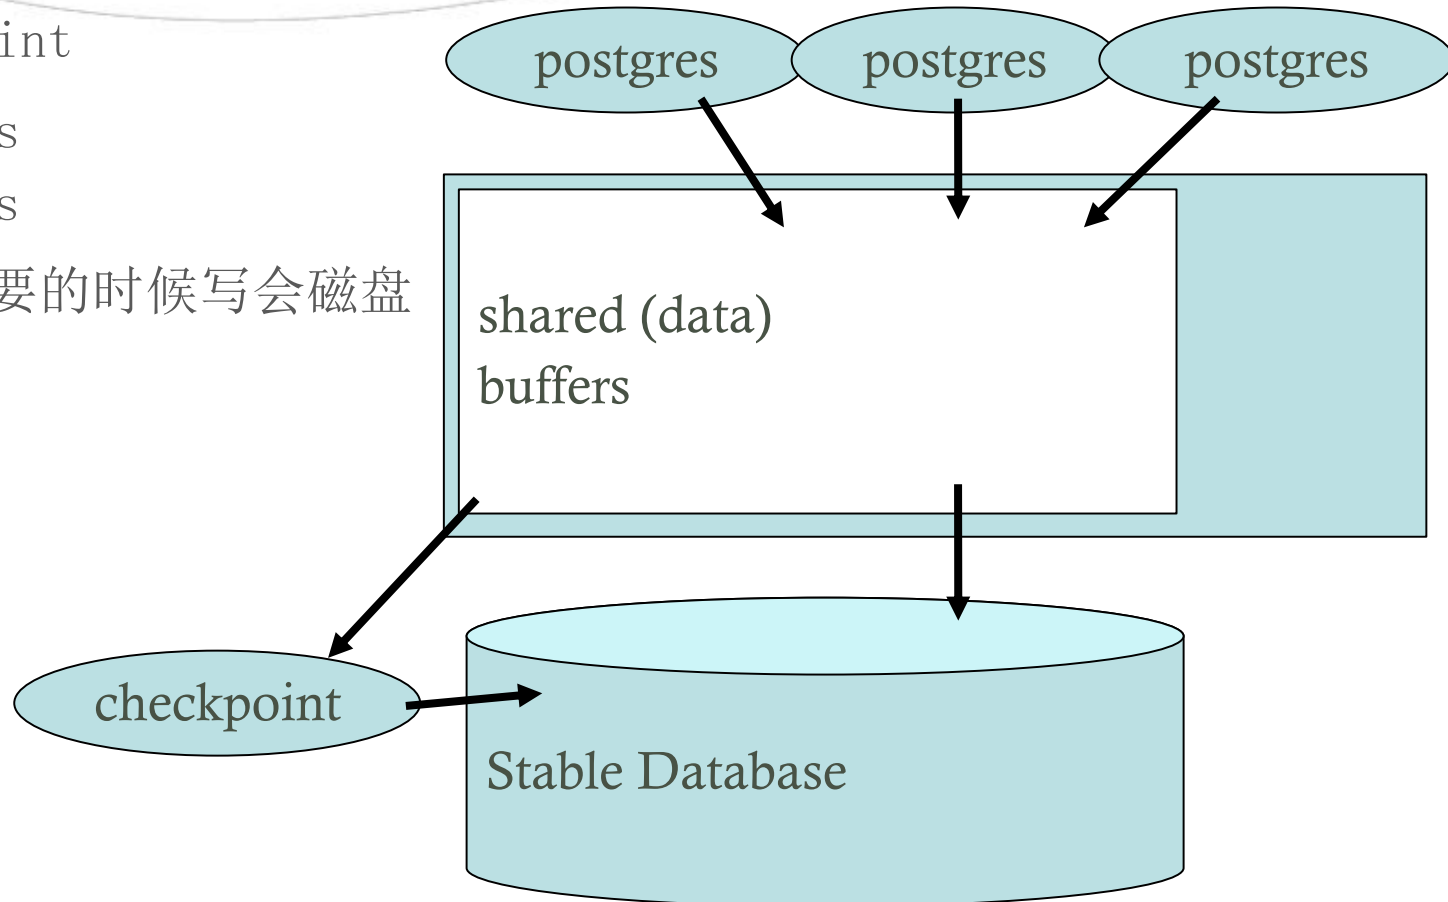 int
s
s
要的时候写会磁盘
postgres
postgres
postgres
shared (data)
buffers
checkpoint
Stable Database